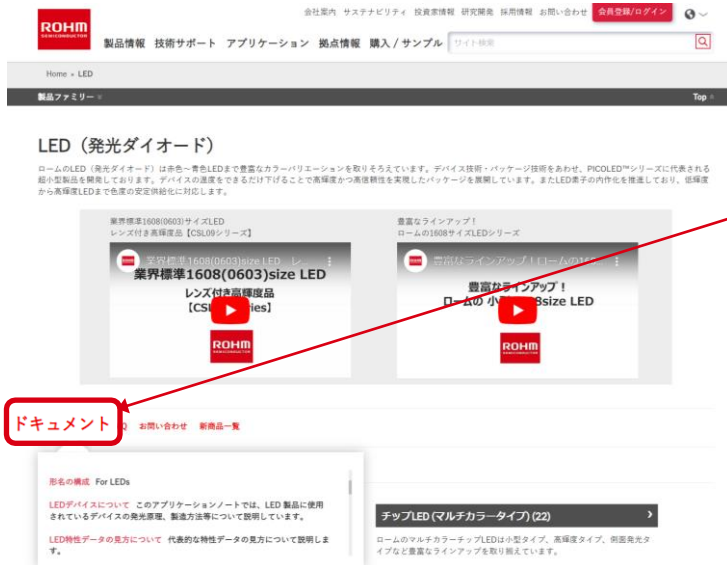 会社案内 サステナビリティ 投資家情報 研究開発 採用情報 お問い合わせ 会員登録/ログイン
ROHM
SEMICONDUCTOR
製品情報 技術サポート アプリケーション 拠点情報 購入 / サンプル サイト検索
Home » LED
製品ファミリー
Top
LED（発光ダイオード）
ロームのLED（発光ダイオード）は赤色～青色LEDまで豊富なカラーバリエーションを取りそろえています。デバイス技術・パッケージ技術をあわせ、PICOLED™シリーズに代表される
超小型製品を開発しております。デバイスの温度をできるだけ下げることで高輝度かつ高信頼性を実現したパッケージを展開しています。またLED素子の内作化を推進しており、低輝度
から高輝度LEDまで色度の安定供給化に対応します。
業界標準1608(0603)サイズLED
レンズ付き高輝度品【CSL09シリーズ】
業界標準1608(0603)size LED レ...
業界標準1608(0603)size LED
レンズ付き高輝度品
ROHM
SEMICONDUCTOR
豊富なラインアップ！
ロームの1608サイズLEDシリーズ
豊富なラインアップ！ロームの16...
豊富なラインアップ！
ロームの 小型 8size LED
ROHM
SEMICONDUCTOR
ドキュメント お問い合わせ 新商品一覧
形名の構成 For LEDs
LEDデバイスについて このアプリケーションノートでは、LED 製品に使用
されているデバイスの発光原理、製造方法等について説明しています。
LED特性データの見方について 代表的な特性データの見方について説明しま
す。
チップLED (マルチカラータイプ) (22)
ロームのマルチカラーチップLEDは小型タイプ、高輝度タイプ、側面発光タ
イプなど豊富なラインアップを取り揃えています。